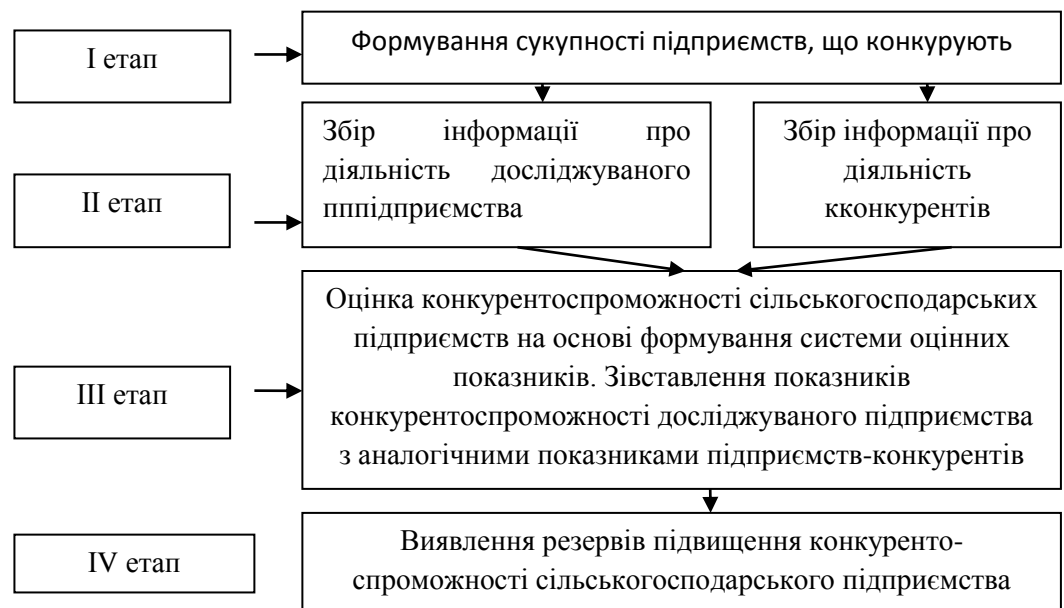 І етап
Формування сукупності підприємств, що конкурують
ІІ етап
Збір інформації про
діяльність досліджуваного
пппідприємства
Збір інформації про
діяльність
кконкурентів
ІІІ етап
Оцінка конкурентоспроможності сільськогосподарських
підприємств на основі формування системи оцінних
показників. Зівставлення показників
конкурентоспроможності досліджуваного підприємства
з аналогічними показниками підприємств-конкурентів
IV етап
Виявлення резервів підвищення конкуренто-
спроможності сільськогосподарського підприємства